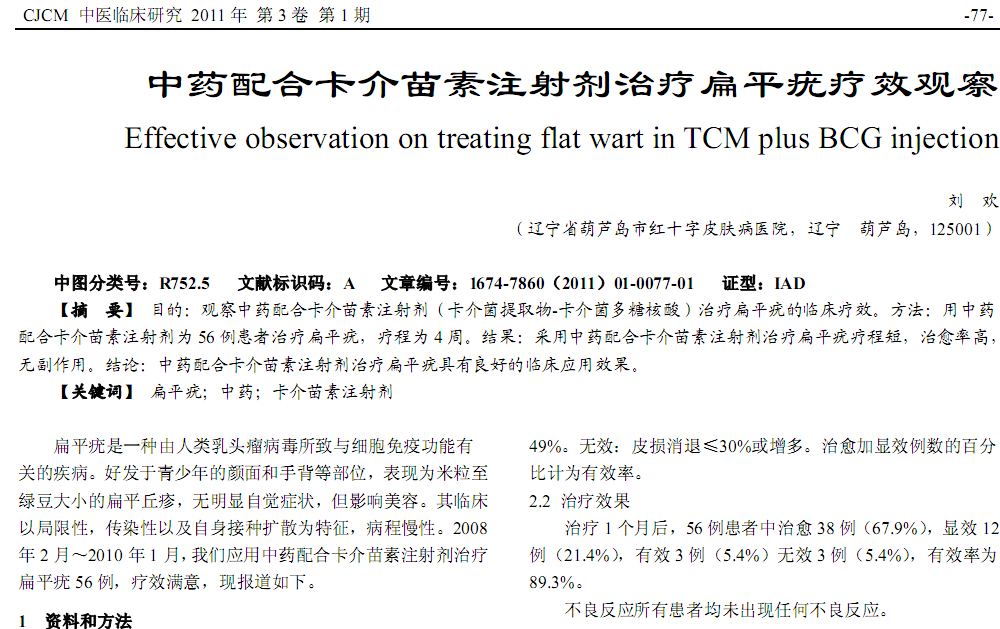 CJCM 中医临床研究 2011 年 第 3 卷 第 1 期 -77-
中药配合卡介苗素注射剂治疗扁平疣疗效观察
Effective observation on treating flat wart in TCM plus BCG injection
刘 欢
（辽宁省葫芦岛市红十字皮肤病医院，辽宁 葫芦岛，125001）
中图分类号：R752.5 文献标识码：A 文章编号：1674-7860（2011）01-0077-01 证型：IAD
【摘 要】 目的：观察中药配合卡介苗素注射剂（卡介菌提取物-卡介菌多糖核酸）治疗扁平疣的临床疗效。方法：用中药
配合卡介苗素注射剂为 56 例患者治疗扁平疣，疗程为 4 周。结果：采用中药配合卡介苗素注射剂治疗扁平疣疗程短，治愈率高，
无副作用。结论：中药配合卡介苗素注射剂治疗扁平疣具有良好的临床应用效果。
【关键词】 扁平疣；中药；卡介苗素注射剂
扁平疣是一种由人类乳头瘤病毒所致与细胞免疫功能有
关的疾病。好发于青少年的颜面和手背等部位，表现为米粒至
绿豆大小的扁平丘疹，无明显自觉症状，但影响美容。其临床
以局限性，传染性以及自身接种扩散为特征，病程慢性。2008
年 2 月～2010 年 1 月，我们应用中药配合卡介苗素注射剂治疗
扁平疣 56 例，疗效满意，现报道如下。
1 资料和方法
49%。无效：皮损消退≤30%或增多。治愈加显效例数的百分
比计为有效率。
2.2 治疗效果
治疗 1 个月后，56 例患者中治愈 38 例（67.9%），显效 12
例（21.4%），有效 3 例（5.4%）无效 3 例（5.4%），有效率为
89.3%。
不良反应所有患者均未出现任何不良反应。